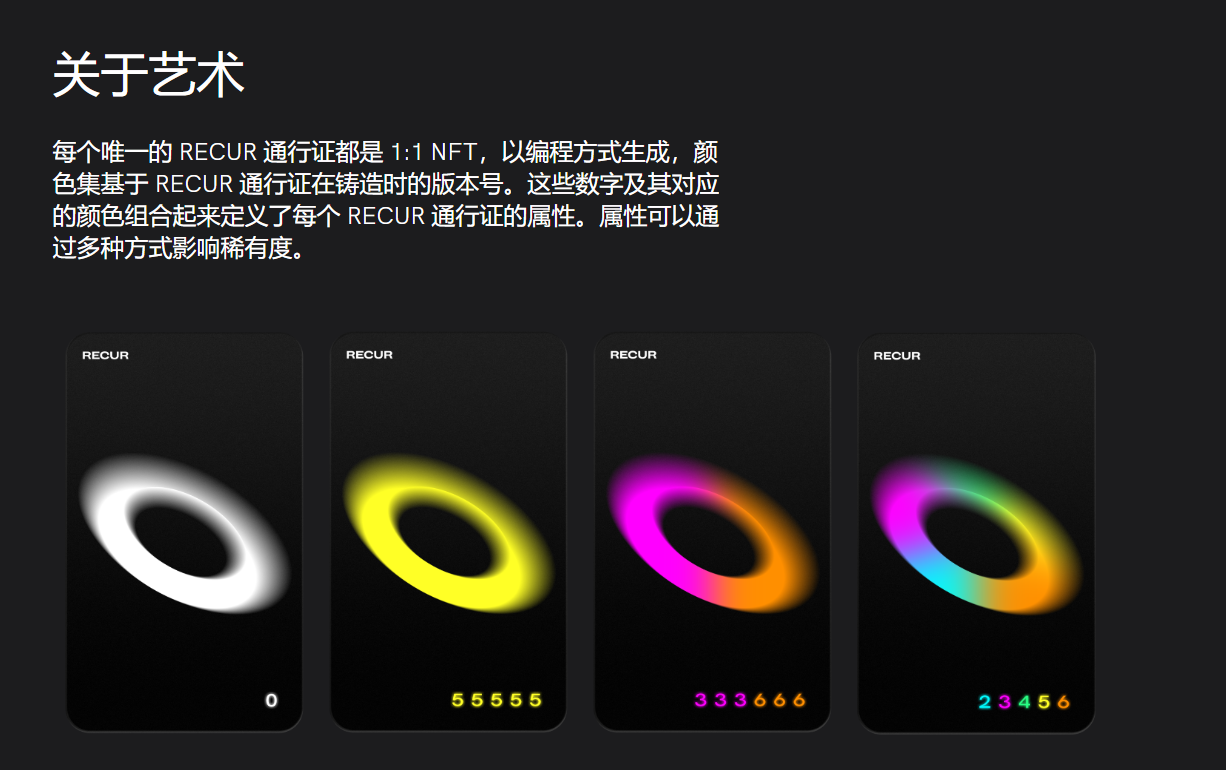 关于艺术
每个唯一的 RECUR 通行证都是 1:1 NFT，以编程方式生成，颜
色集基于 RECUR 通行证在铸造时的版本号。这些数字及其对应
的颜色组合起来定义了每个 RECUR 通行证的属性。属性可以通
过多种方式影响稀有度。
RECUR
0
RECUR
55555
RECUR
333666
RECUR
23456